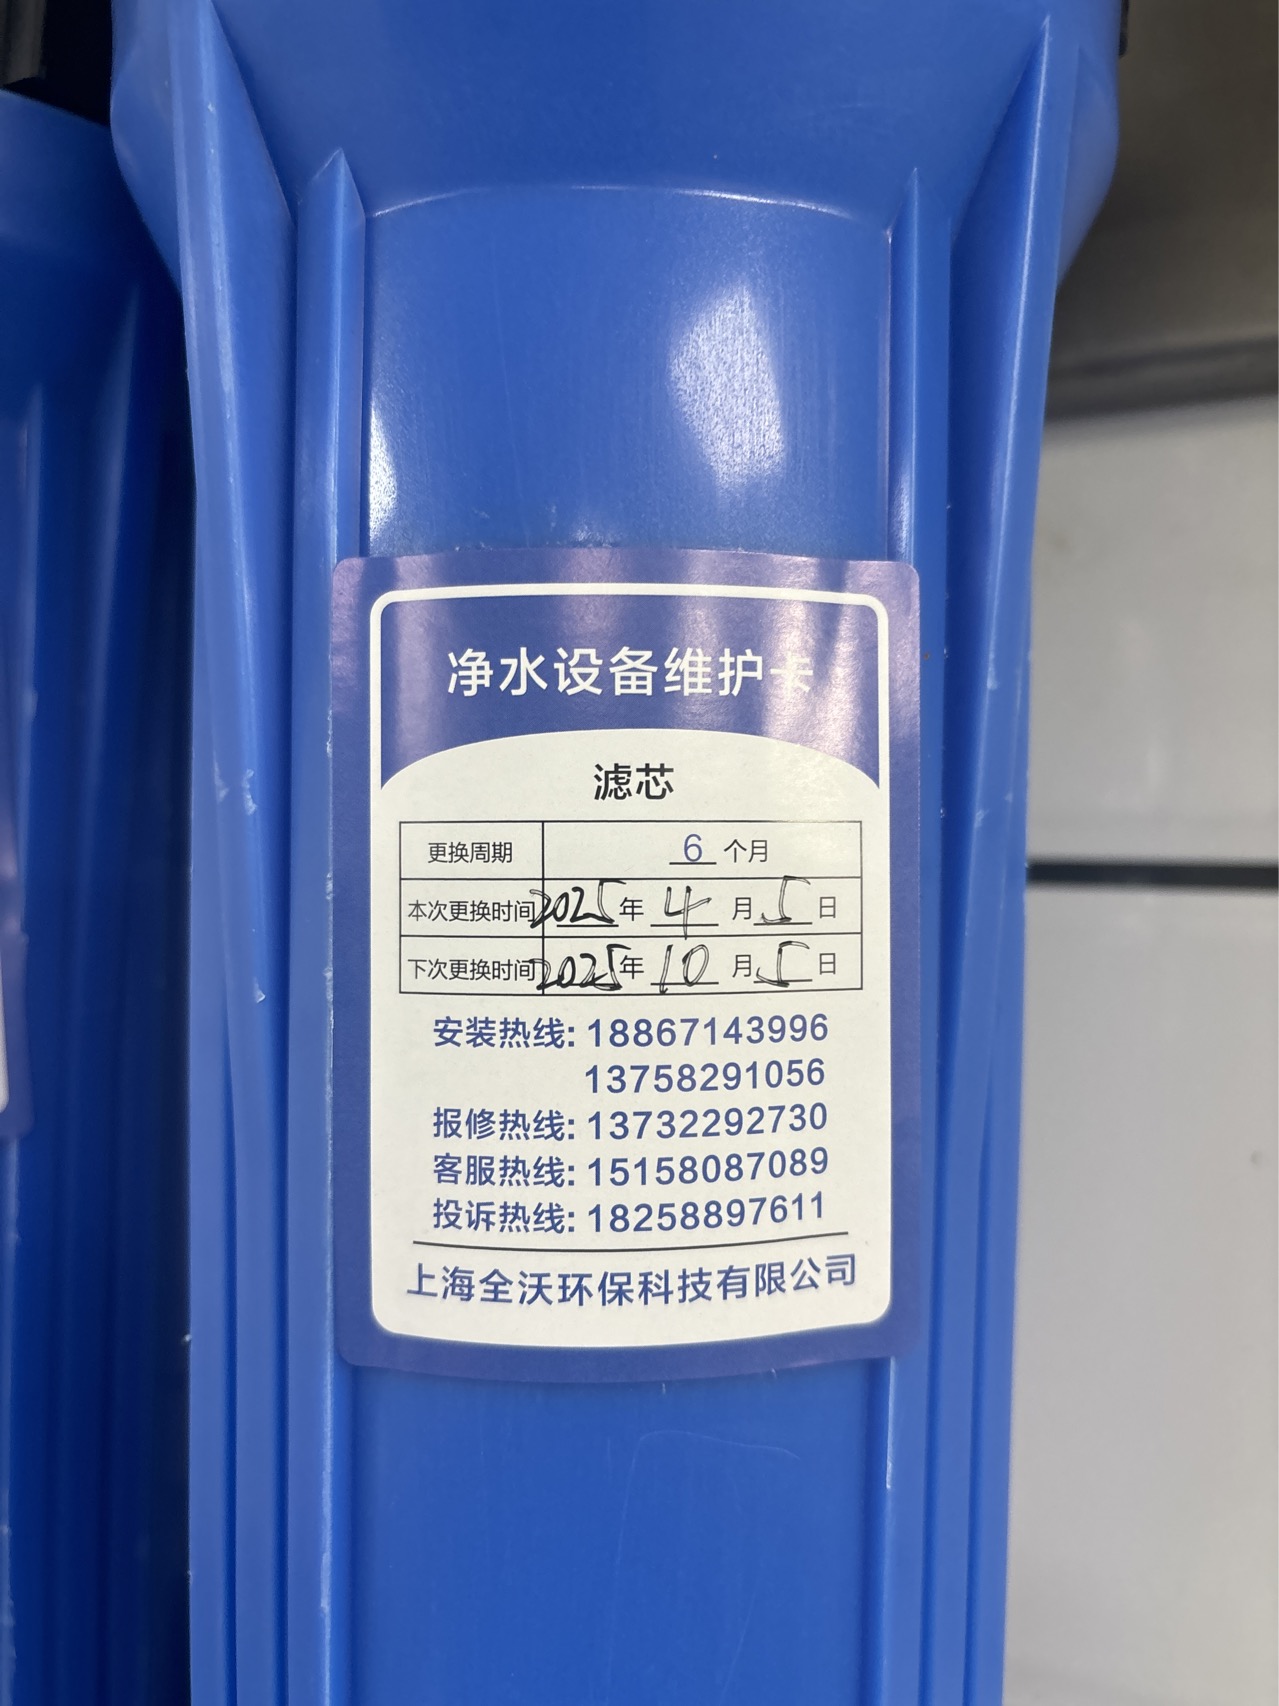 净水设备维护卡
滤芯
更换周期 6 个月
本次更换时间 2025 年 4 月 5 日
下次更换时间 2025 年 10 月 5 日
安装热线: 18867143996
13758291056
报修热线: 13732292730
客服热线: 15158087089
投诉热线: 18258897611
上海全沃环保科技有限公司